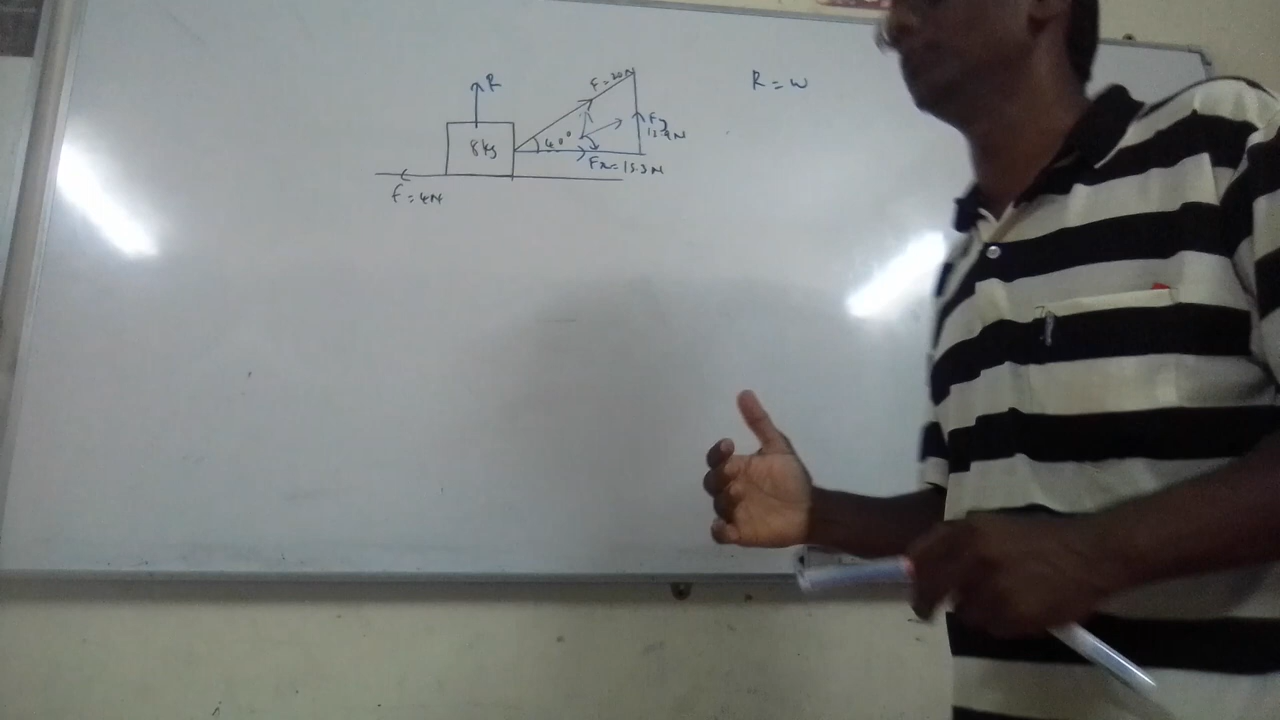 R
F = 20N
R = w
8kg
40°
Fy
12.9N
Fx = 15.3N
f = 4N